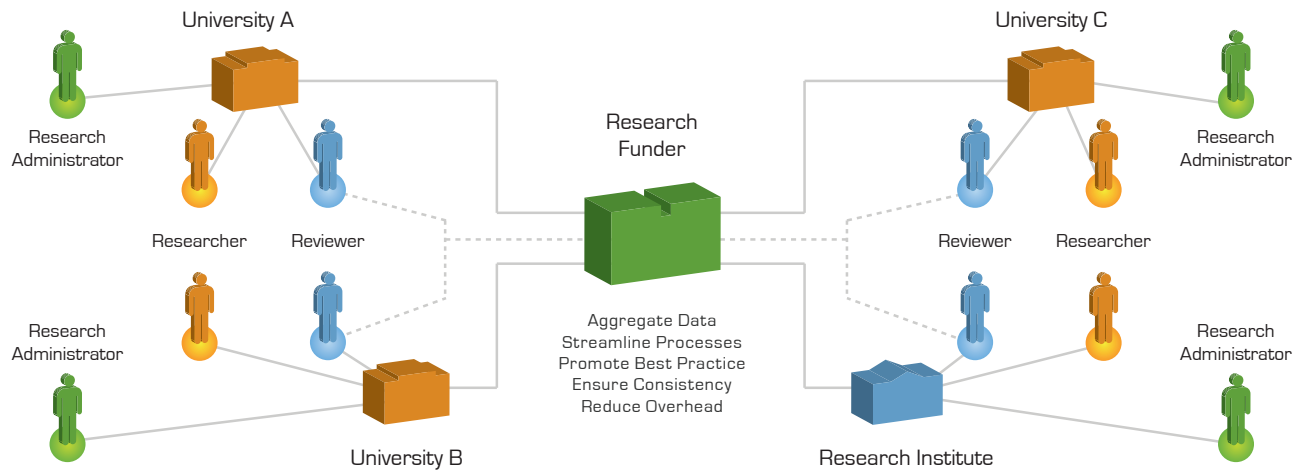 University A
University C
Research
Administrator
Research
Funder
Research
Administrator
Researcher
Reviewer
Reviewer
Researcher
Research
Administrator
Aggregate Data
Streamline Processes
Promote Best Practice
Ensure Consistency
Reduce Overhead
Research
Administrator
University B
Research Institute